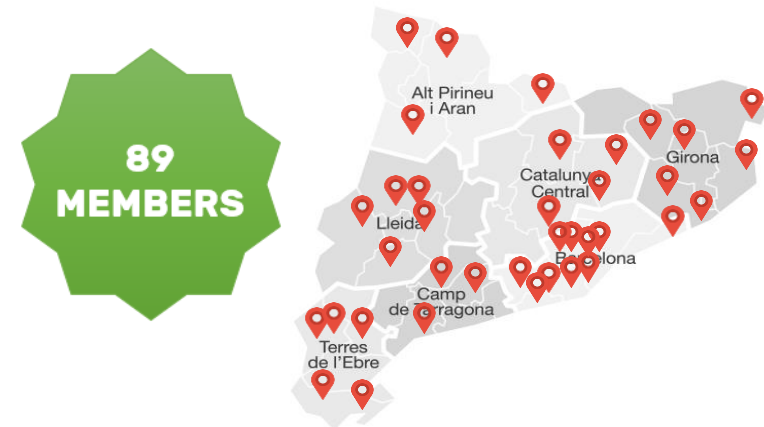 89
MEMBERS
Alt Pirineu
i Aran
Catalunya
Central
Girona
Lleida
Barcelona
Camp
de Tarragona
Terres
de l'Ebre